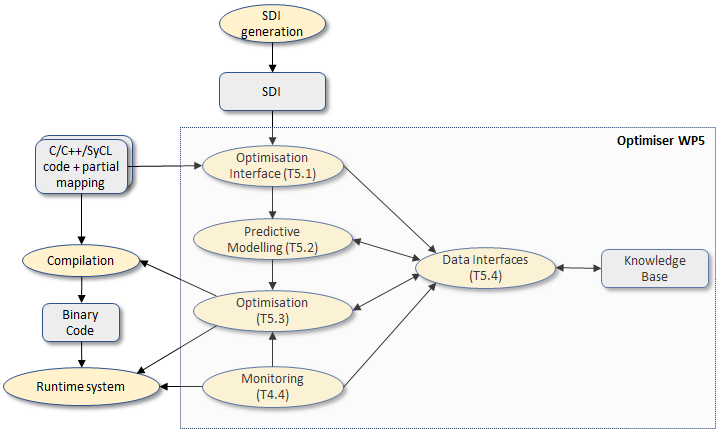 SDI
generation
SDI
Optimiser WP5
C/C++/SyCL
code + partial
mapping
Optimisation
Interface (T5.1)
Predictive
Modelling (T5.2)
Data Interfaces
(T5.4)
Knowledge
Base
Compilation
Optimisation
(T5.3)
Binary
Code
Runtime system
Monitoring
(T4.4)